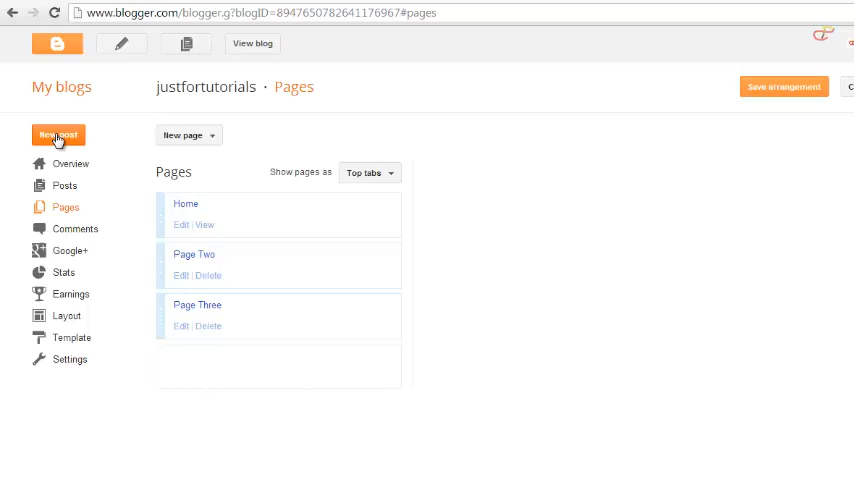 www.blogger.com/blogger.g?blogID=8947650782641176967#pages
View blog
My blogs
justfortutorials · Pages
Save arrangement
New post
New page
Overview
Posts
Pages
Comments
Google+
Stats
Earnings
Layout
Template
Settings
Pages
Show pages as
Top tabs
Home
Edit | View
Page Two
Edit | Delete
Page Three
Edit | Delete